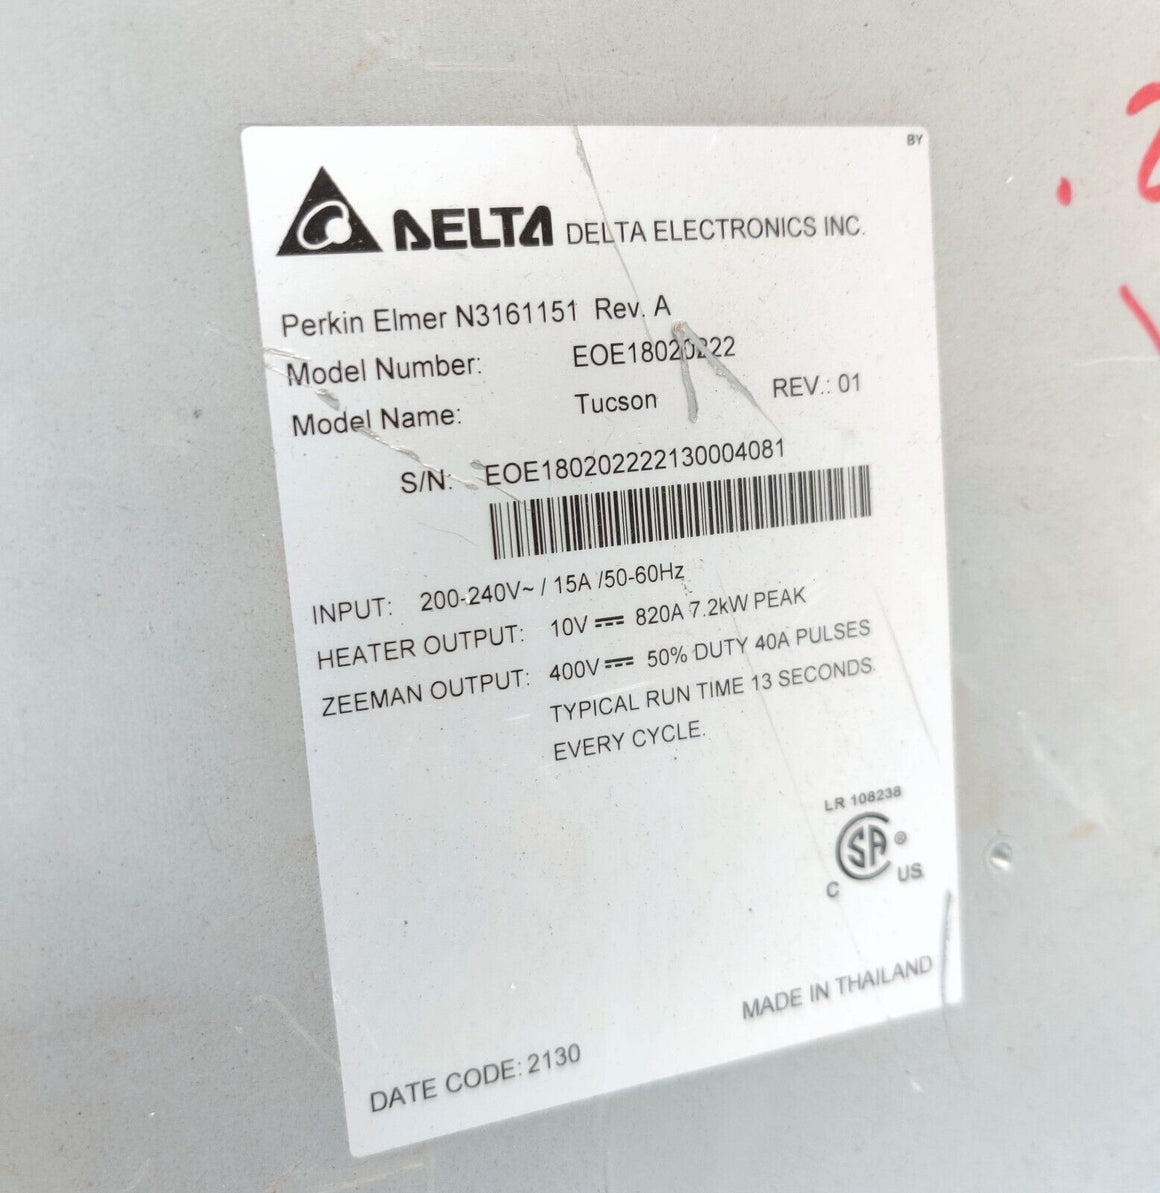 BY
DELTA DELTA ELECTRONICS INC.
Perkin Elmer N3161151 Rev. A
Model Number: EOE18020222
Model Name: Tucson REV.: 01
S/N: EOE180202222130004081
INPUT: 200-240V~ / 15A /50-60Hz
HEATER OUTPUT: 10V⎓ 820A 7.2kW PEAK
ZEEMAN OUTPUT: 400V⎓ 50% DUTY 40A PULSES
TYPICAL RUN TIME 13 SECONDS.
EVERY CYCLE.
LR 108238
C SA ® US
MADE IN THAILAND
DATE CODE: 2130